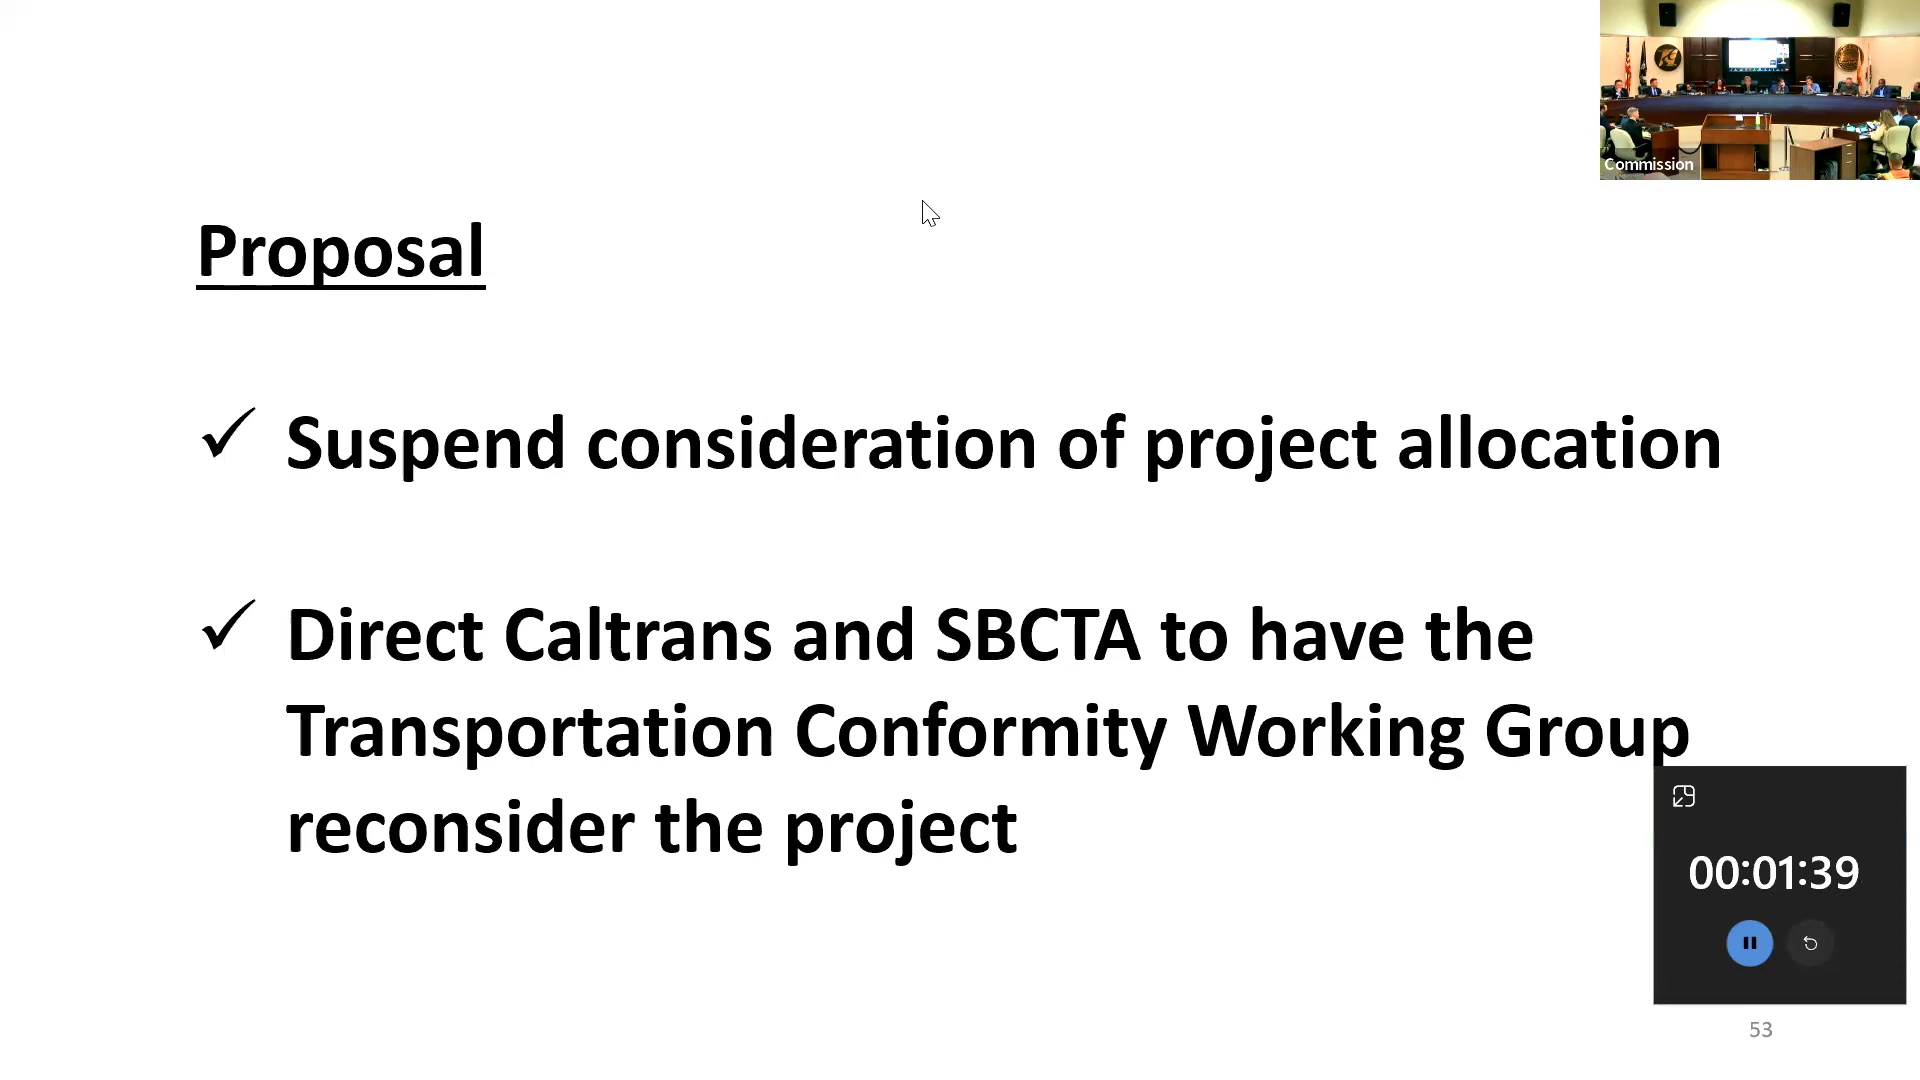 Commission
Proposal
✓ Suspend consideration of project allocation
✓ Direct Caltrans and SBCTA to have the
Transportation Conformity Working Group
reconsider the project
00:01:39
53